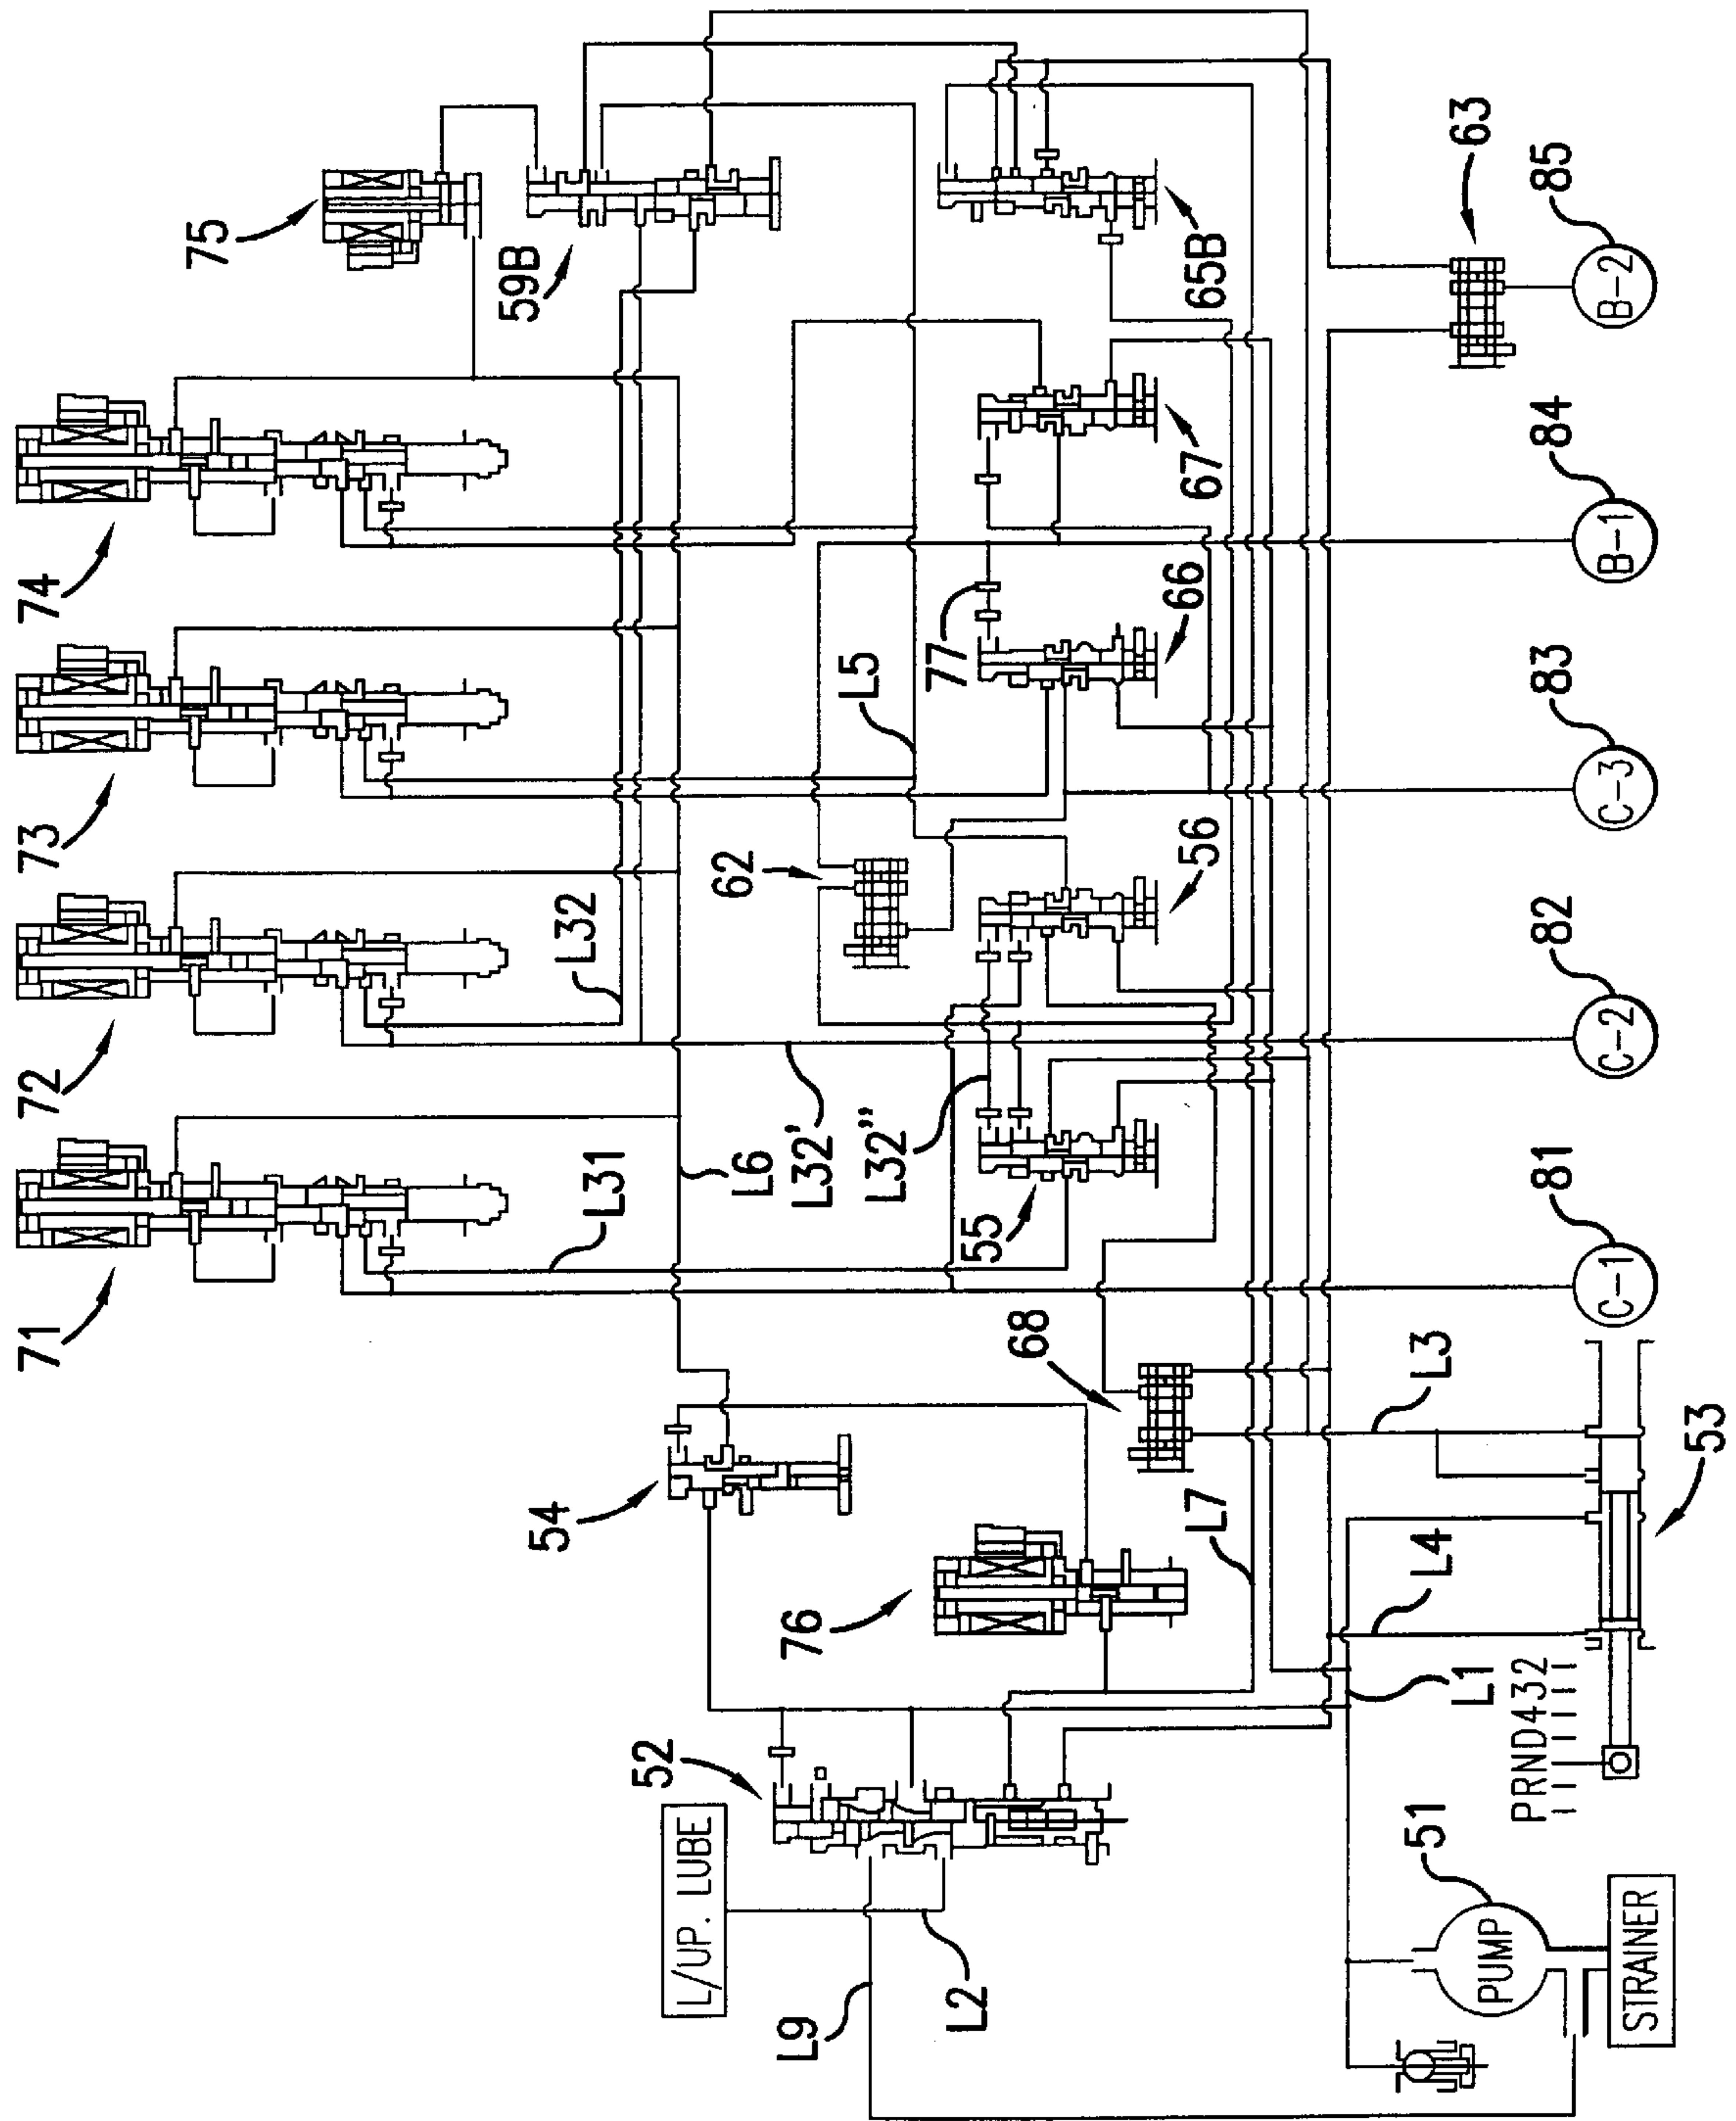 71
72
73
74
75
59B
L31
L32
L6
L32'
L32"
L5
62
77
54
76
52
L/UP. LUBE
L9
L2
68
L7
55
56
66
67
65B
63
L1
L4
L3
53
PRND432
51
PUMP
STRAINER
C-1
81
C-2
82
C-3
83
B-1
84
B-2
85